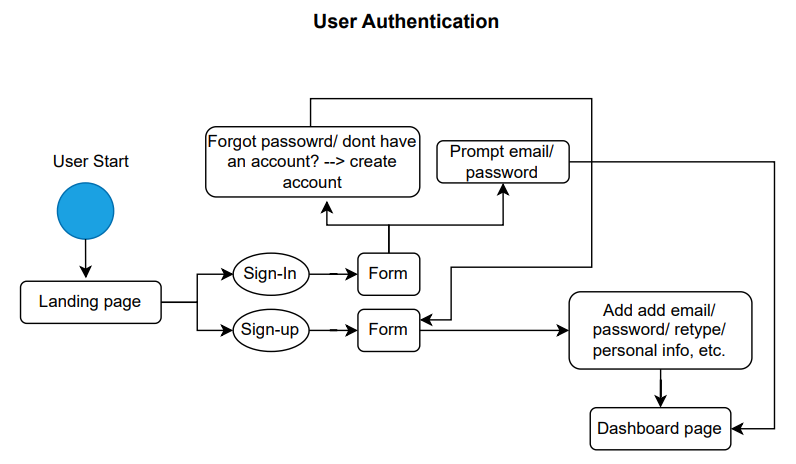 User Authentication
User Start
Forgot passowrd/ dont have
an account? --> create
account
Prompt email/
password
Landing page
Sign-In
Form
Sign-up
Form
Add add email/
password/ retype/
personal info, etc.
Dashboard page